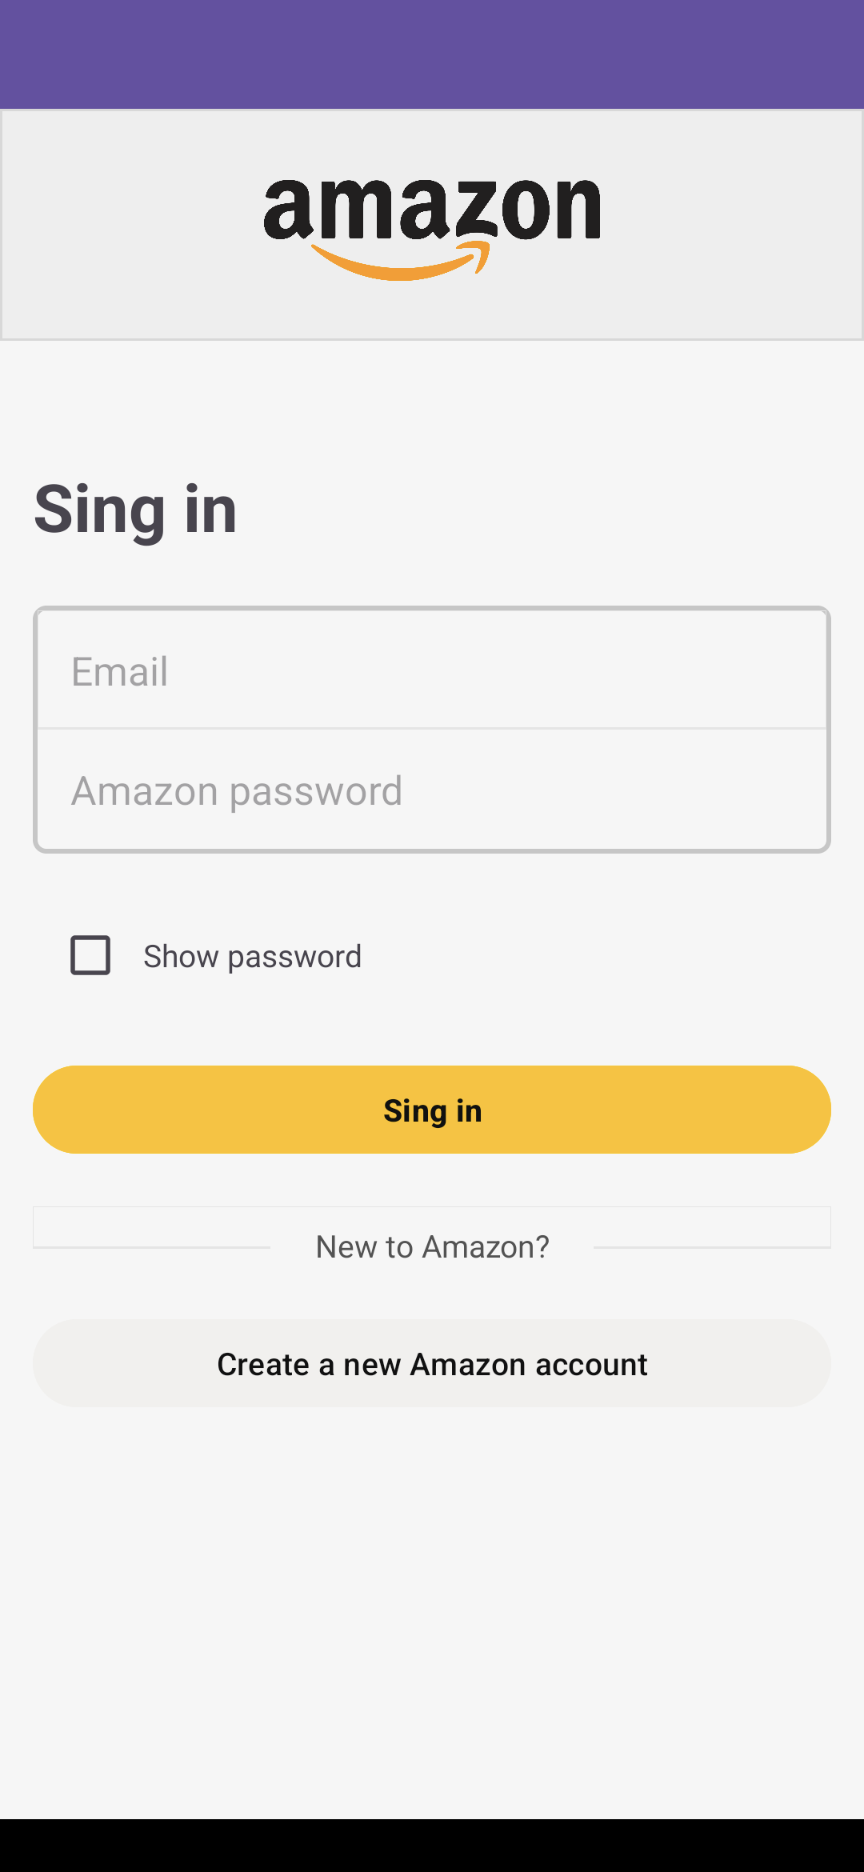 amazon
Sing in
Email
Amazon password
Show password
Sing in
New to Amazon?
Create a new Amazon account